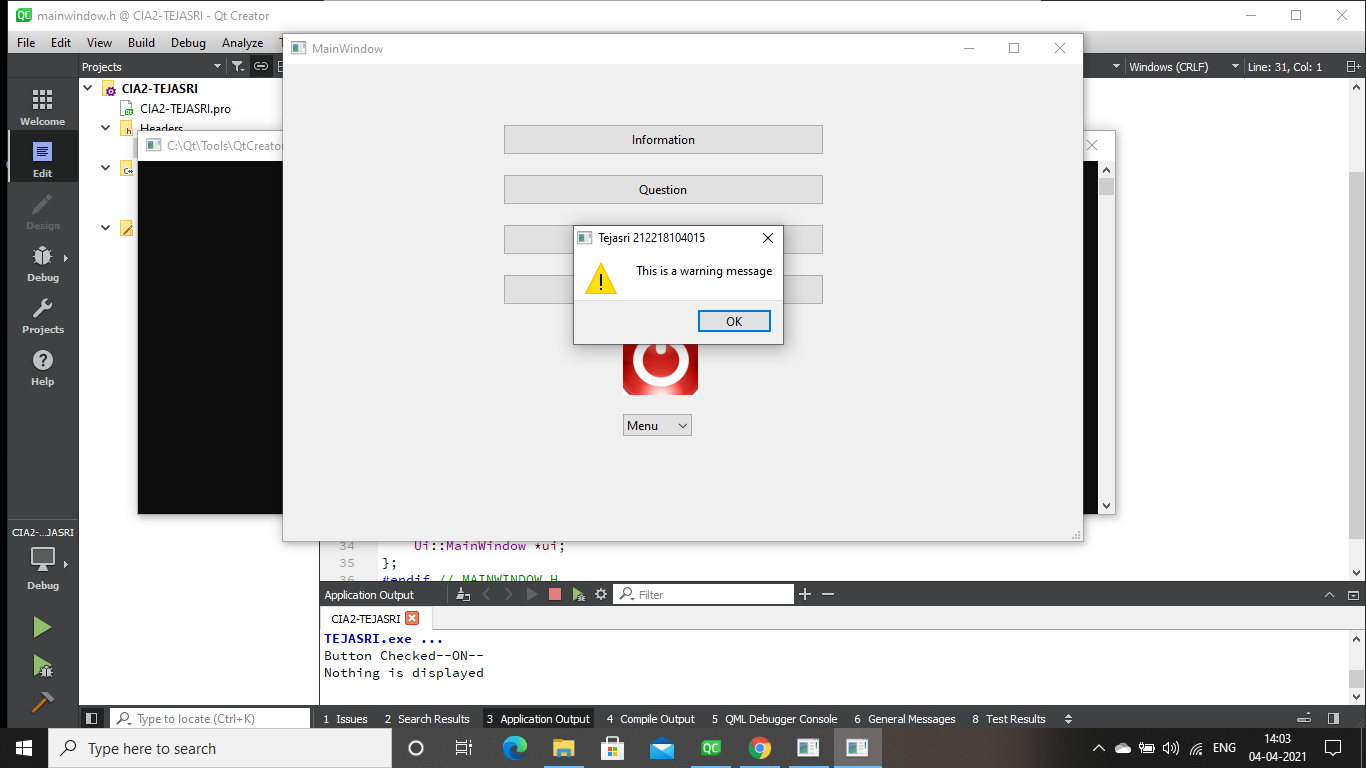 mainwindow.h @ CIA2-TEJASRI - Qt Creator
File Edit View Build Debug Analyze
MainWindow
Projects
Windows (CRLF)
Line: 31, Col: 1
CIA2-TEJASRI
CIA2-TEJASRI.pro
Headers
C:\Qt\Tools\QtCreator
Welcome
Edit
Design
Debug
Projects
Help
Information
Question
Tejasri 212218104015
This is a warning message
OK
Menu
CIA2-...JASRI
Debug
34 Ui::MainWindow *ui;
35 };
36 #endif // MAINWINDOW_H
Application Output
Filter
CIA2-TEJASRI
TEJASRI.exe ...
Button Checked--ON--
Nothing is displayed
Type to locate (Ctrl+K)
1 Issues 2 Search Results 3 Application Output 4 Compile Output 5 QML Debugger Console 6 General Messages 8 Test Results
Type here to search
QC
ENG
14:03
04-04-2021